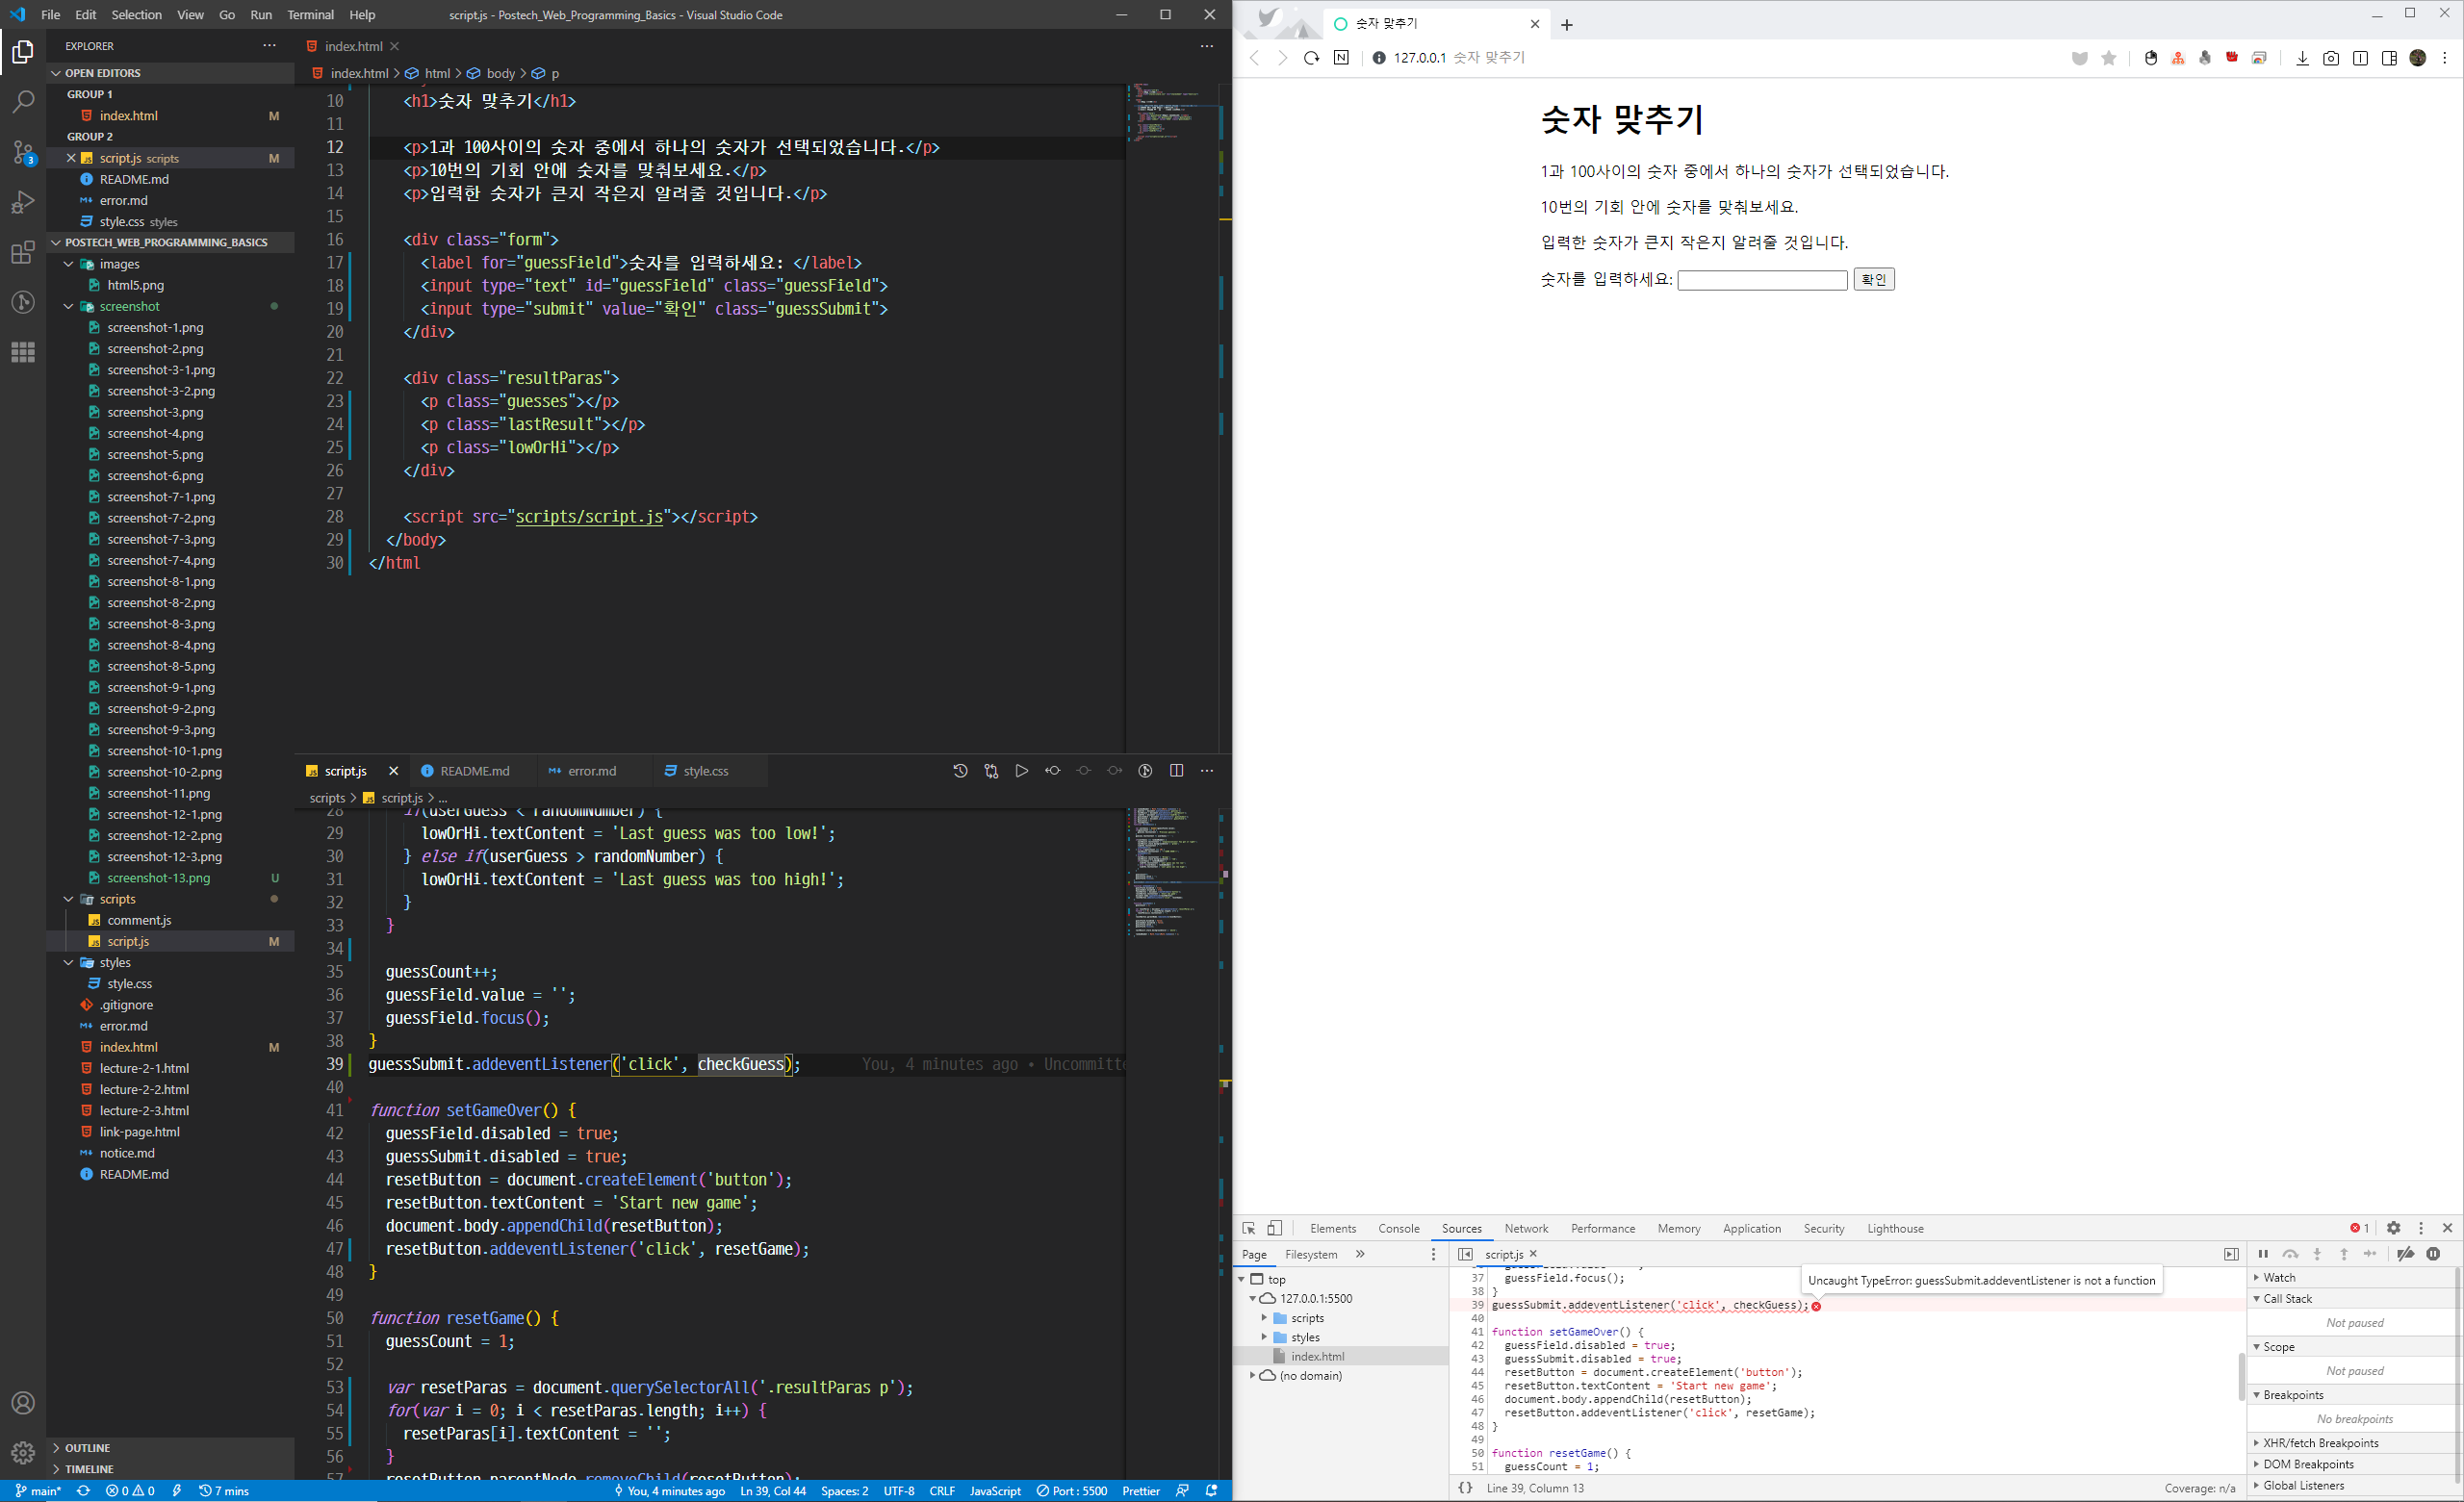 File Edit Selection View Go Run Terminal Help
script.js - Postech_Web_Programming_Basics - Visual Studio Code
EXPLORER
OPEN EDITORS
GROUP 1
index.html M
GROUP 2
script.js scripts M
README.md
error.md
style.css styles
POSTECH_WEB_PROGRAMMING_BASICS
images
html5.png
screenshot
screenshot-1.png
screenshot-2.png
screenshot-3-1.png
screenshot-3-2.png
screenshot-3.png
screenshot-4.png
screenshot-5.png
screenshot-6.png
screenshot-7-1.png
screenshot-7-2.png
screenshot-7-3.png
screenshot-7-4.png
screenshot-8-1.png
screenshot-8-2.png
screenshot-8-3.png
screenshot-8-4.png
screenshot-8-5.png
screenshot-9-1.png
screenshot-9-2.png
screenshot-9-3.png
screenshot-10-1.png
screenshot-10-2.png
screenshot-11.png
screenshot-12-1.png
screenshot-12-2.png
screenshot-12-3.png
screenshot-13.png U
scripts
comment.js
script.js M
styles
style.css
.gitignore
error.md
index.html M
lecture-2-1.html
lecture-2-2.html
lecture-2-3.html
link-page.html
notice.md
README.md
OUTLINE
TIMELINE
3
index.html
index.html > html > body > p
10 <h1>숫자 맞추기</h1>
11
12 <p>1과 100사이의 숫자 중에서 하나의 숫자가 선택되었습니다.</p>
13 <p>10번의 기회 안에 숫자를 맞춰보세요.</p>
14 <p>입력한 숫자가 큰지 작은지 알려줄 것입니다.</p>
15
16 <div class="form">
17 <label for="guessField">숫자를 입력하세요: </label>
18 <input type="text" id="guessField" class="guessField">
19 <input type="submit" value="확인" class="guessSubmit">
20 </div>
21
22 <div class="resultParas">
23 <p class="guesses"></p>
24 <p class="lastResult"></p>
25 <p class="lowOrHi"></p>
26 </div>
27
28 <script src="scripts/script.js"></script>
29 </body>
30 </html
script.js README.md error.md style.css
scripts > script.js > ...
28 if(userGuess < randomNumber) {
29 lowOrHi.textContent = 'Last guess was too low!';
30 } else if(userGuess > randomNumber) {
31 lowOrHi.textContent = 'Last guess was too high!';
32 }
33 }
34
35 guessCount++;
36 guessField.value = '';
37 guessField.focus();
38 }
39 guessSubmit.addeventListener('click', checkGuess); You, 4 minutes ago • Uncommitte
40
41 function setGameOver() {
42 guessField.disabled = true;
43 guessSubmit.disabled = true;
44 resetButton = document.createElement('button');
45 resetButton.textContent = 'Start new game';
46 document.body.appendChild(resetButton);
47 resetButton.addeventListener('click', resetGame);
48 }
49
50 function resetGame() {
51 guessCount = 1;
52
53 var resetParas = document.querySelectorAll('.resultParas p');
54 for(var i = 0; i < resetParas.length; i++) {
55 resetParas[i].textContent = '';
56 }
57 resetButton.parentNode.removeChild(resetButton);
main* 0 0 7 mins You, 4 minutes ago Ln 39, Col 44 Spaces: 2 UTF-8 CRLF JavaScript Port : 5500 Prettier
숫자 맞추기
127.0.0.1 숫자 맞추기
숫자 맞추기
1과 100사이의 숫자 중에서 하나의 숫자가 선택되었습니다.
10번의 기회 안에 숫자를 맞춰보세요.
입력한 숫자가 큰지 작은지 알려줄 것입니다.
숫자를 입력하세요: 확인
Elements Console Sources Network Performance Memory Application Security Lighthouse 1
Page Filesystem
top
127.0.0.1:5500
scripts
styles
index.html
(no domain)
script.js
37 guessField.focus();
38 }
Uncaught TypeError: guessSubmit.addeventListener is not a function
39 guessSubmit.addeventListener('click', checkGuess);
40
41 function setGameOver() {
42 guessField.disabled = true;
43 guessSubmit.disabled = true;
44 resetButton = document.createElement('button');
45 resetButton.textContent = 'Start new game';
46 document.body.appendChild(resetButton);
47 resetButton.addeventListener('click', resetGame);
48 }
49
50 function resetGame() {
51 guessCount = 1;
{} Line 39, Column 13 Coverage: n/a
Watch
Call Stack
Not paused
Scope
Not paused
Breakpoints
No breakpoints
XHR/fetch Breakpoints
DOM Breakpoints
Global Listeners